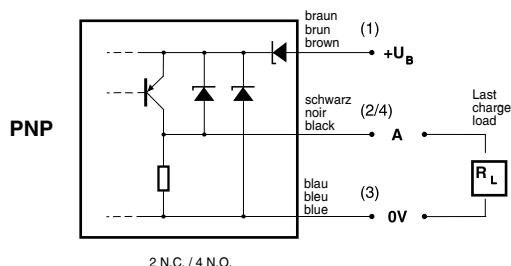 braun
brun
brown
(1)
+UB
PNP
schwarz
noir
black
(2/4)
A
Last
charge
load
RL
blau
bleu
blue
(3)
0V
2 N.C. / 4 N.O.